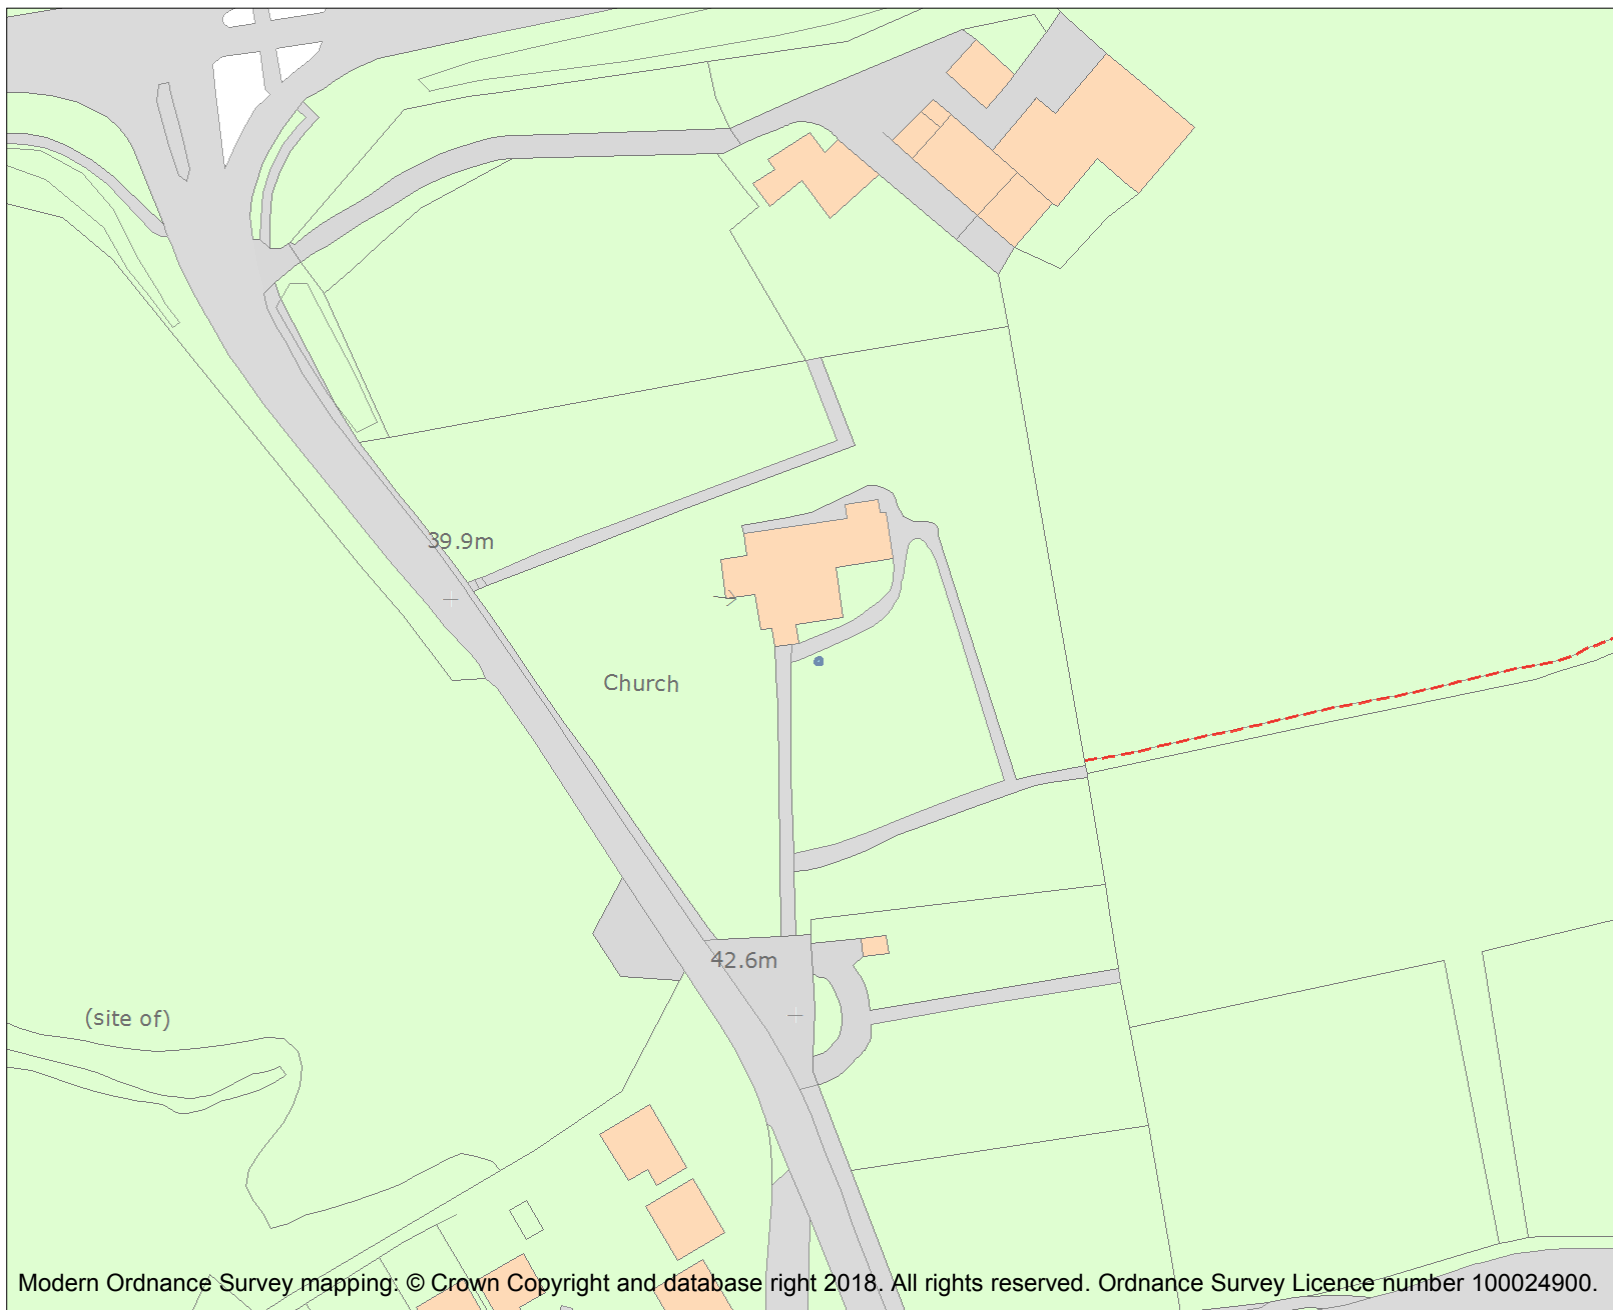 39.9m
Church
42.6m
(site of)
Modern Ordnance Survey mapping: © Crown Copyright and database right 2018. All rights reserved. Ordnance Survey Licence number 100024900.